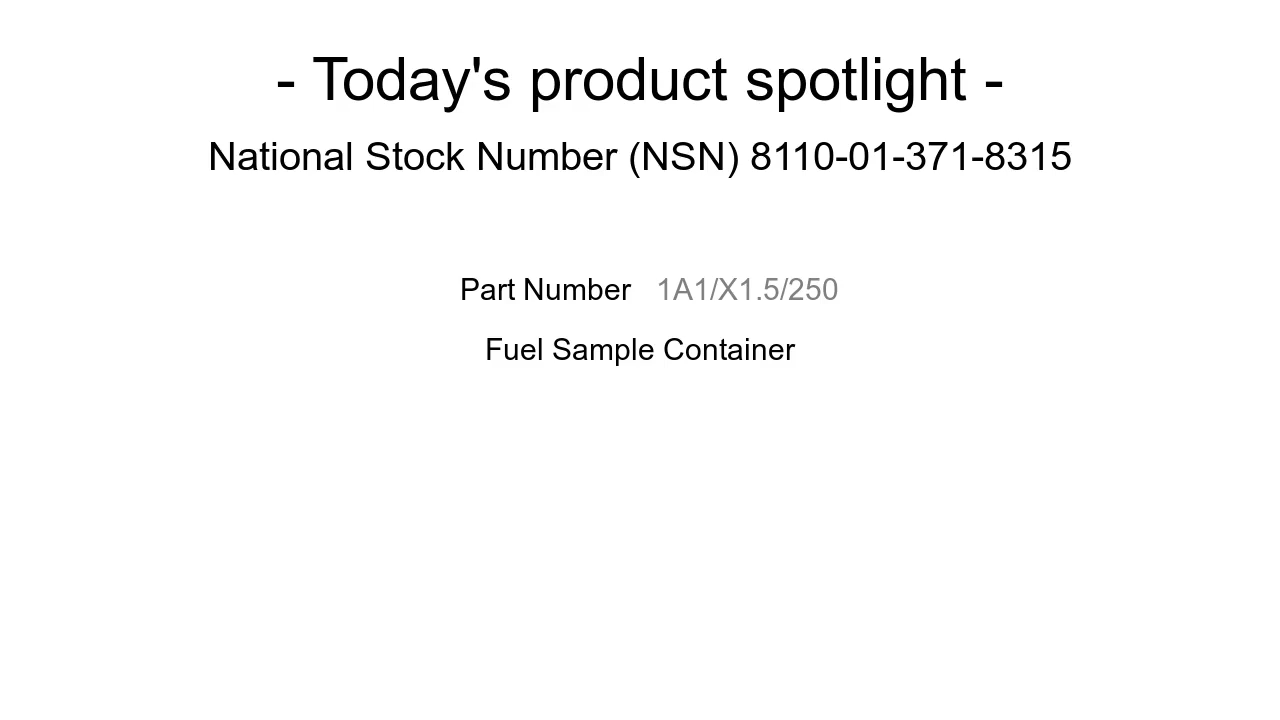 - Today's product spotlight -
National Stock Number (NSN) 8110-01-371-8315
Part Number 1A1/X1.5/250
Fuel Sample Container